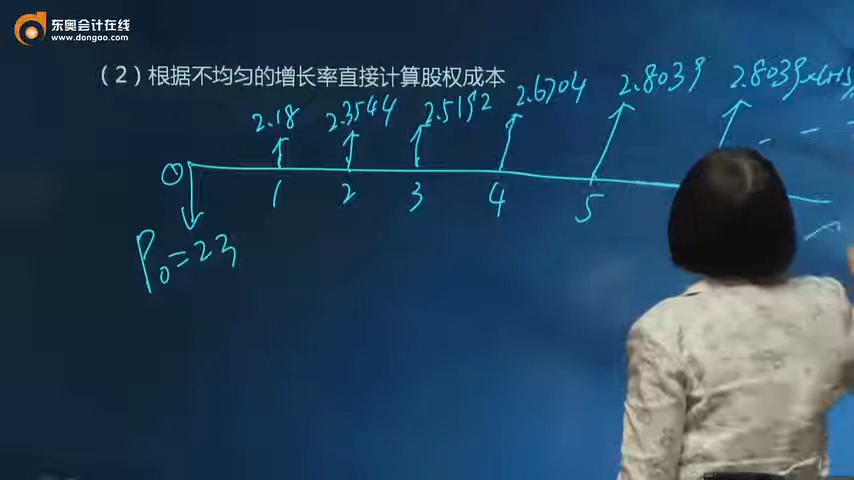 东奥会计在线
www.dongao.com
（2）根据不均匀的增长率直接计算股权成本
2.18 2.3544 2.5192 2.6704 2.8039
0 1 2 3 4 5
P₀=23